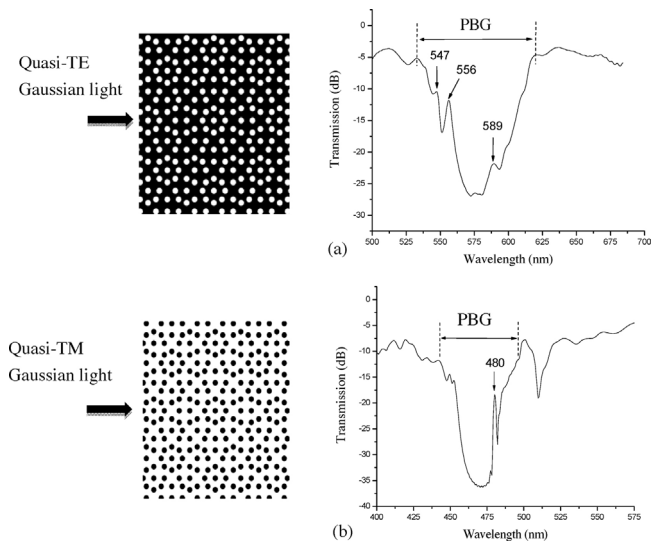 Quasi-TE
Gaussian light
PBG
547
556
589
Transmission (dB)
0
-5
-10
-15
-20
-25
-30
500 525 550 575 600 625 650 675 700
Wavelength (nm)
(a)
Quasi-TM
Gaussian light
PBG
480
Transmission (dB)
0
-5
-10
-15
-20
-25
-30
-35
-40
400 425 450 475 500 525 550 575
Wavelength (nm)
(b)